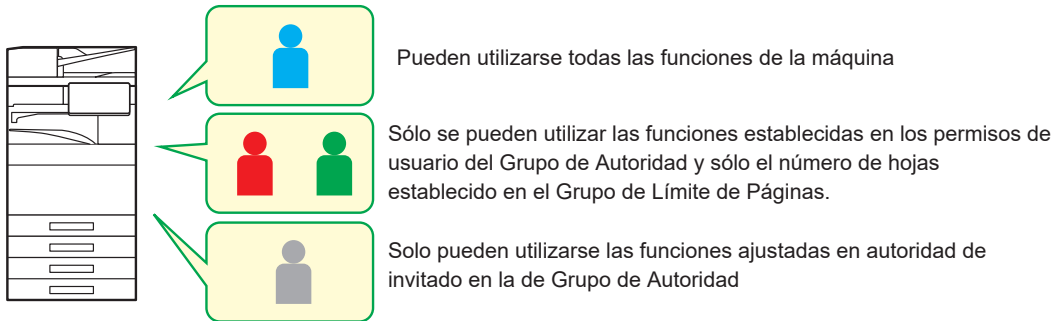 Pueden utilizarse todas las funciones de la máquina
Sólo se pueden utilizar las funciones establecidas en los permisos de
usuario del Grupo de Autoridad y sólo el número de hojas
establecido en el Grupo de Límite de Páginas.
Solo pueden utilizarse las funciones ajustadas en autoridad de
invitado en la de Grupo de Autoridad